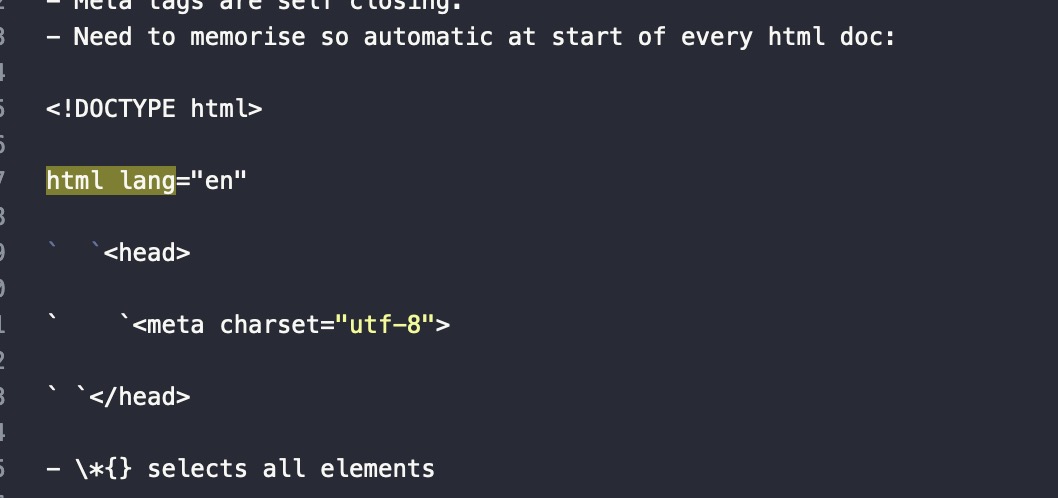 - Meta tags are self closing.
- Need to memorise so automatic at start of every html doc:
<!DOCTYPE html>
html lang="en"
`  `<head>
`    `<meta charset="utf-8">
` `</head>
- \*{} selects all elements